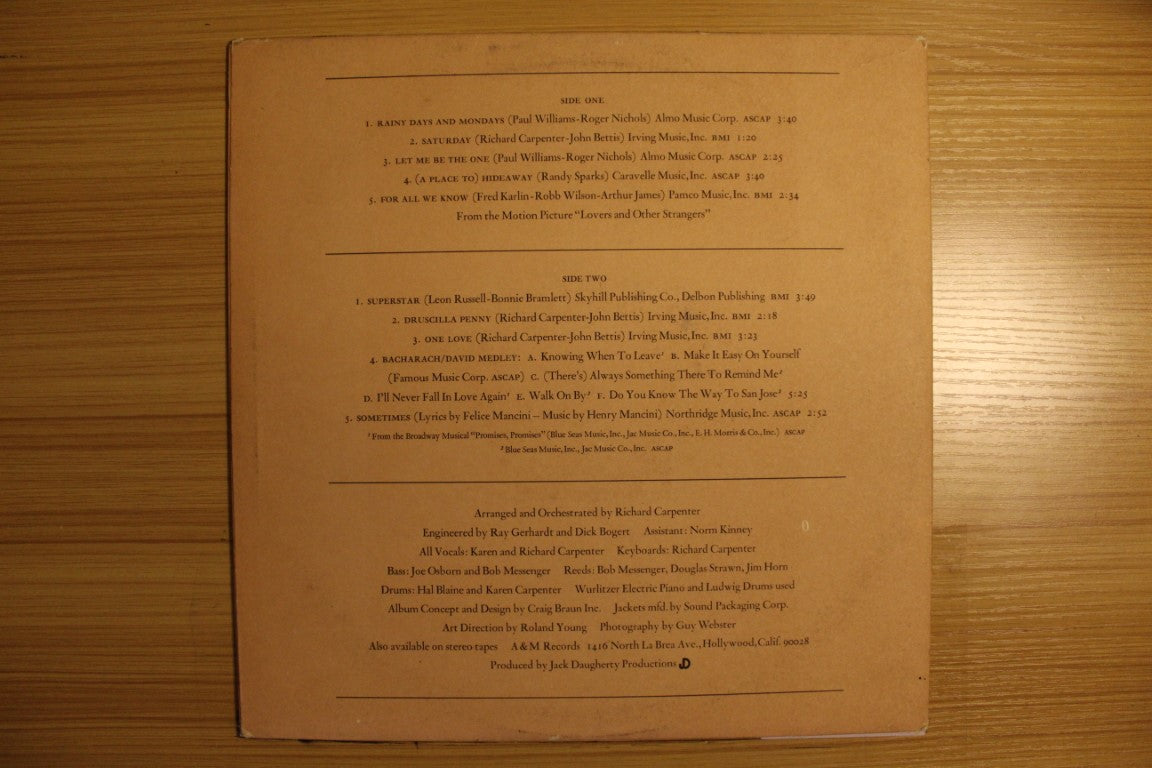 SIDE ONE
1. RAINY DAYS AND MONDAYS (Paul Williams-Roger Nichols) Almo Music Corp. ASCAP 3:40
2. SATURDAY (Richard Carpenter-John Bettis) Irving Music, Inc. BMI 1:20
3. LET ME BE THE ONE (Paul Williams-Roger Nichols) Almo Music Corp. ASCAP 2:25
4. (A PLACE TO) HIDEAWAY (Randy Sparks) Caravelle Music, Inc. ASCAP 3:40
5. FOR ALL WE KNOW (Fred Karlin-Robb Wilson-Arthur James) Pamco Music, Inc. BMI 2:34
From the Motion Picture "Lovers and Other Strangers"
SIDE TWO
1. SUPERSTAR (Leon Russell-Bonnie Bramlett) Skyhill Publishing Co., Delbon Publishing BMI 3:49
2. DRUSCILLA PENNY (Richard Carpenter-John Bettis) Irving Music, Inc. BMI 2:18
3. ONE LOVE (Richard Carpenter-John Bettis) Irving Music, Inc. BMI 3:23
4. BACHARACH/DAVID MEDLEY: A. Knowing When To Leave¹ B. Make It Easy On Yourself
(Famous Music Corp. ASCAP) C. (There's) Always Something There To Remind Me²
D. I'll Never Fall In Love Again¹ E. Walk On By² F. Do You Know The Way To San Jose² 5:25
5. SOMETIMES (Lyrics by Felice Mancini – Music by Henry Mancini) Northridge Music, Inc. ASCAP 2:52
¹ From the Broadway Musical "Promises, Promises" (Blue Seas Music, Inc., Jac Music Co., Inc., E. H. Morris & Co., Inc.) ASCAP
² Blue Seas Music, Inc., Jac Music Co., Inc. ASCAP
Arranged and Orchestrated by Richard Carpenter
Engineered by Ray Gerhardt and Dick Bogert Assistant: Norm Kinney
All Vocals: Karen and Richard Carpenter Keyboards: Richard Carpenter
Bass: Joe Osborn and Bob Messenger Reeds: Bob Messenger, Douglas Strawn, Jim Horn
Drums: Hal Blaine and Karen Carpenter Wurlitzer Electric Piano and Ludwig Drums used
Album Concept and Design by Craig Braun Inc. Jackets mfd. by Sound Packaging Corp.
Art Direction by Roland Young Photography by Guy Webster
Also available on stereo tapes A & M Records 1416 North La Brea Ave., Hollywood, Calif. 90028
Produced by Jack Daugherty Productions JD